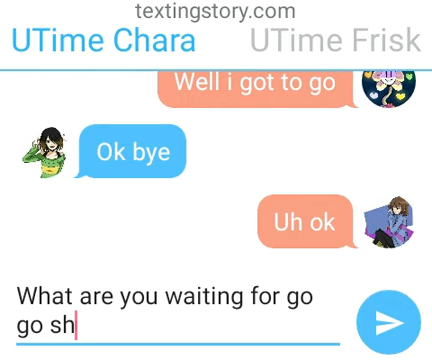 textingstory.com
UTime Chara UTime Frisk
Well i got to go
Ok bye
Uh ok
What are you waiting for go
go sh